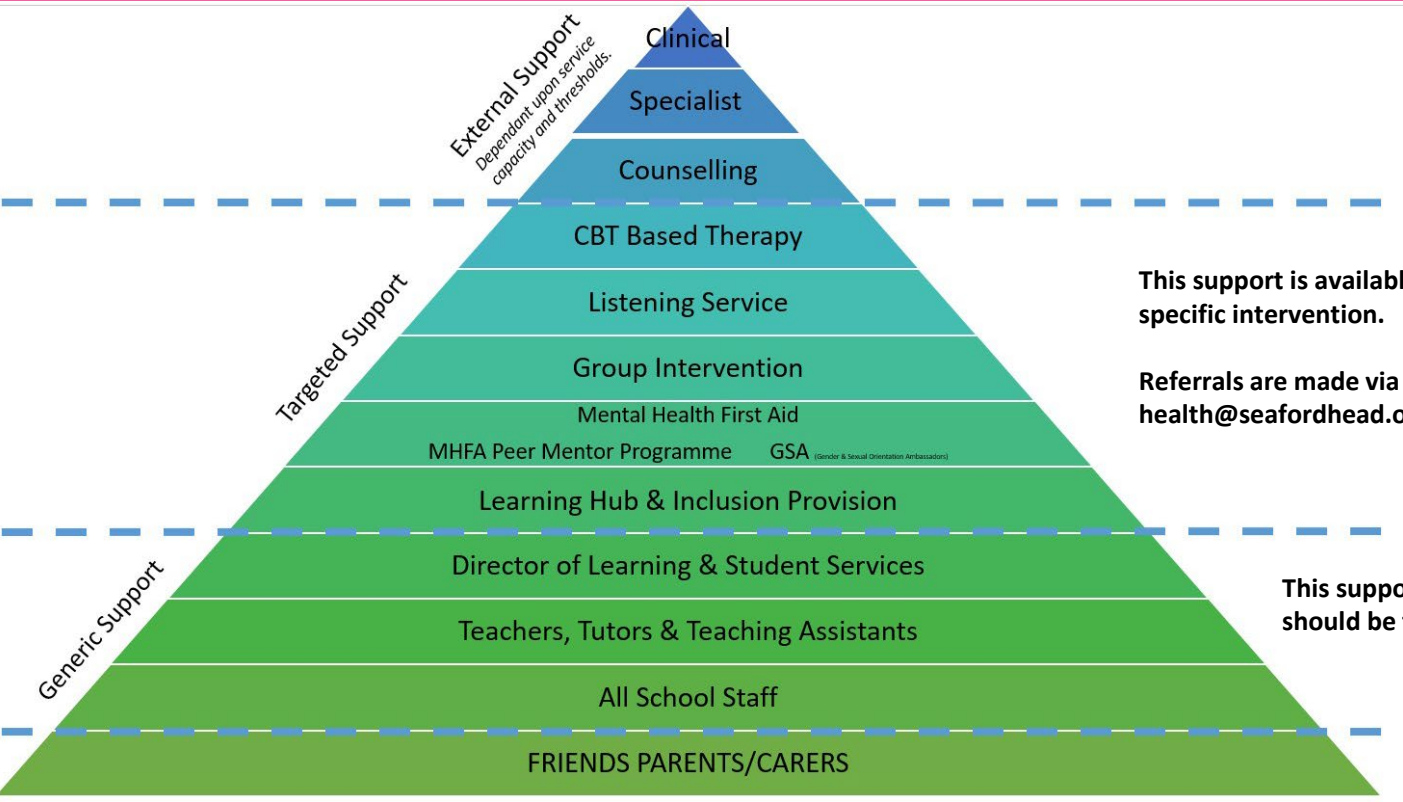 External Support
Dependant upon service
capacity and thresholds.
Clinical
Specialist
Counselling
Targeted Support
CBT Based Therapy
Listening Service
Group Intervention
Mental Health First Aid
MHFA Peer Mentor Programme GSA (Gender & Sexual Orientation Ambassadors)
Learning Hub & Inclusion Provision
This support is availabl
specific intervention.
Referrals are made via
health@seafordhead.o
Generic Support
Director of Learning & Student Services
Teachers, Tutors & Teaching Assistants
All School Staff
This suppo
should be
FRIENDS PARENTS/CARERS